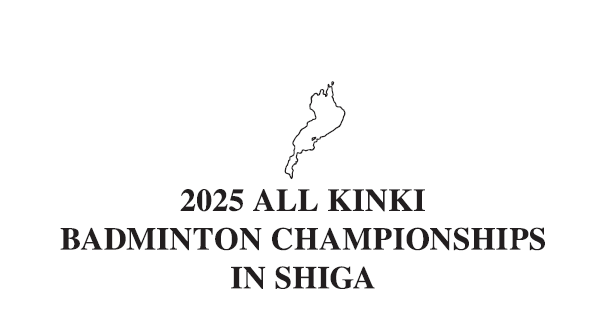 2025 ALL KINKI
BADMINTON CHAMPIONSHIPS
IN SHIGA